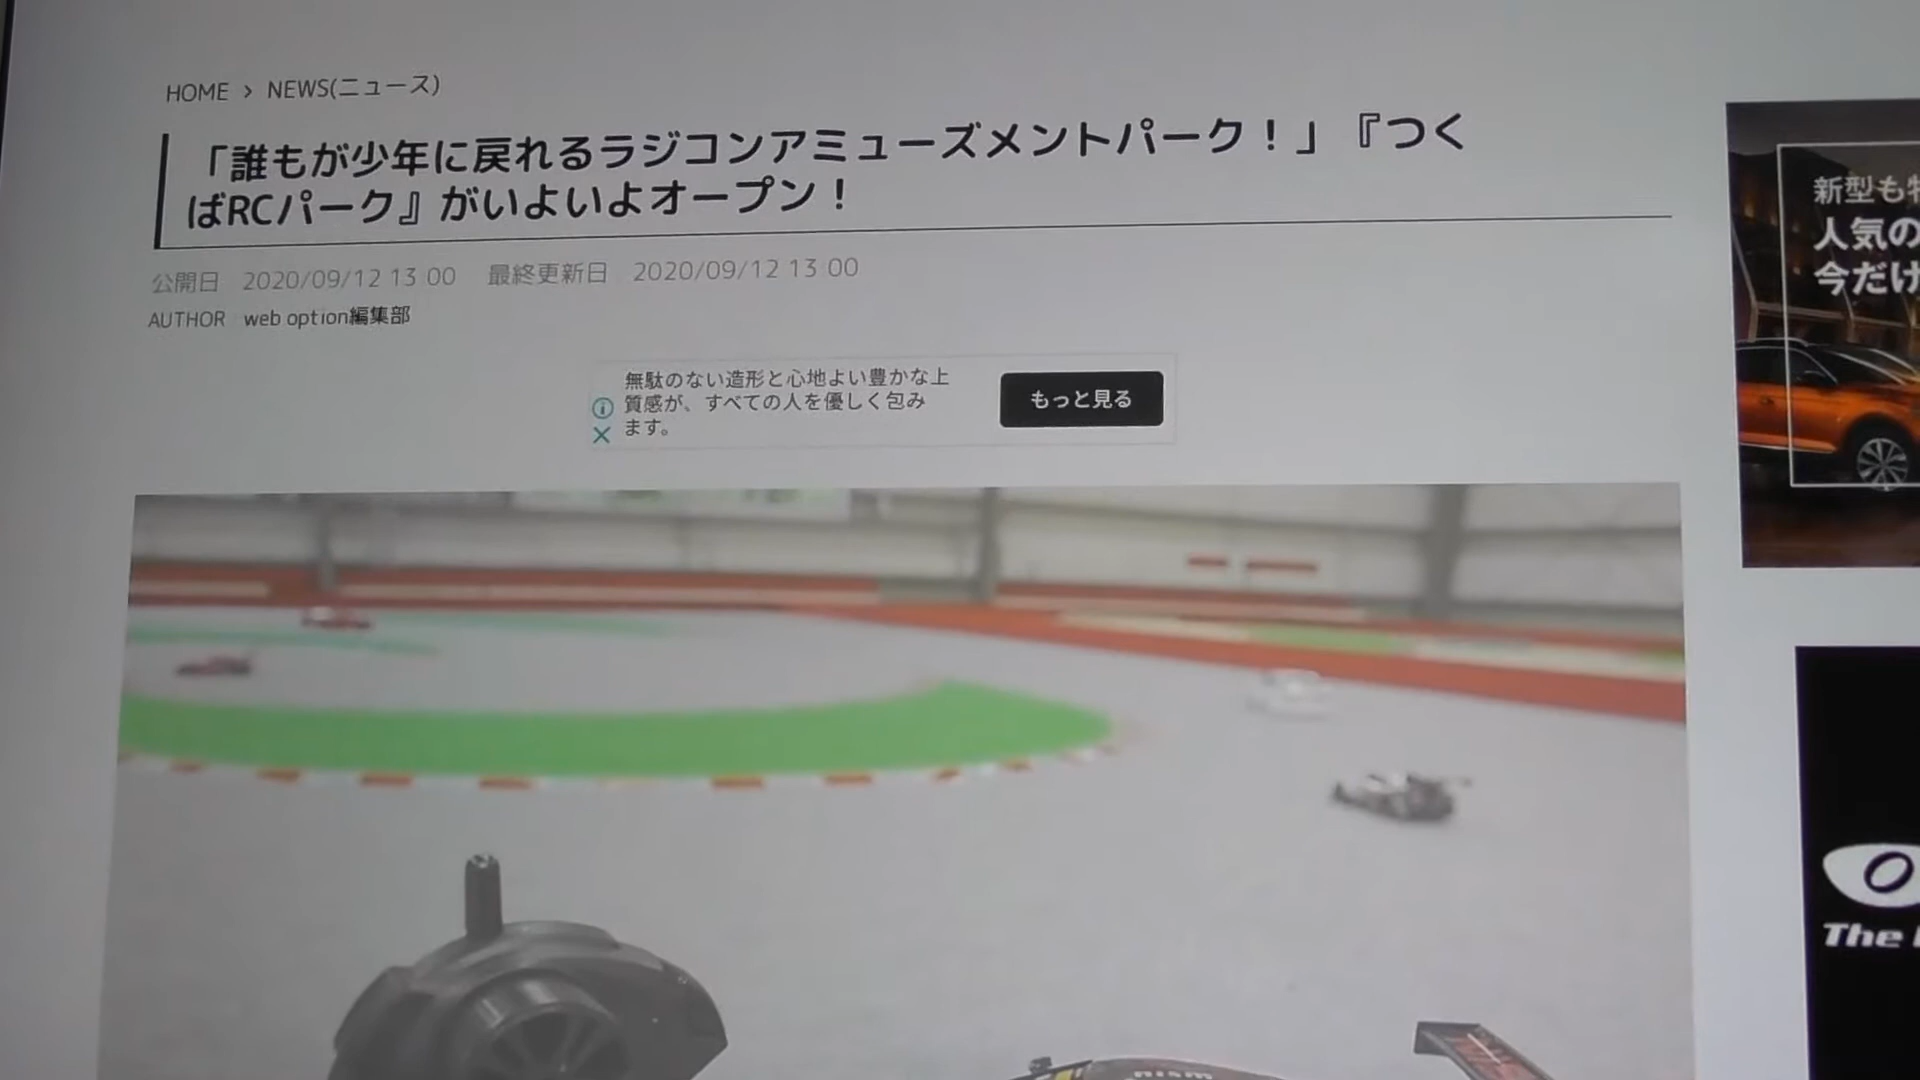 HOME > NEWS(ニュース)
「誰もが少年に戻れるラジコンアミューズメントパーク！」『つく
ばRCパーク』がいよいよオープン！
公開日 2020/09/12 13 00 最終更新日 2020/09/12 13 00
AUTHOR web option編集部
無駄のない造形と心地よい豊かな上
質感が、すべての人を優しく包み
ます。
もっと見る
新型も
人気の
今だけ
The
nismo